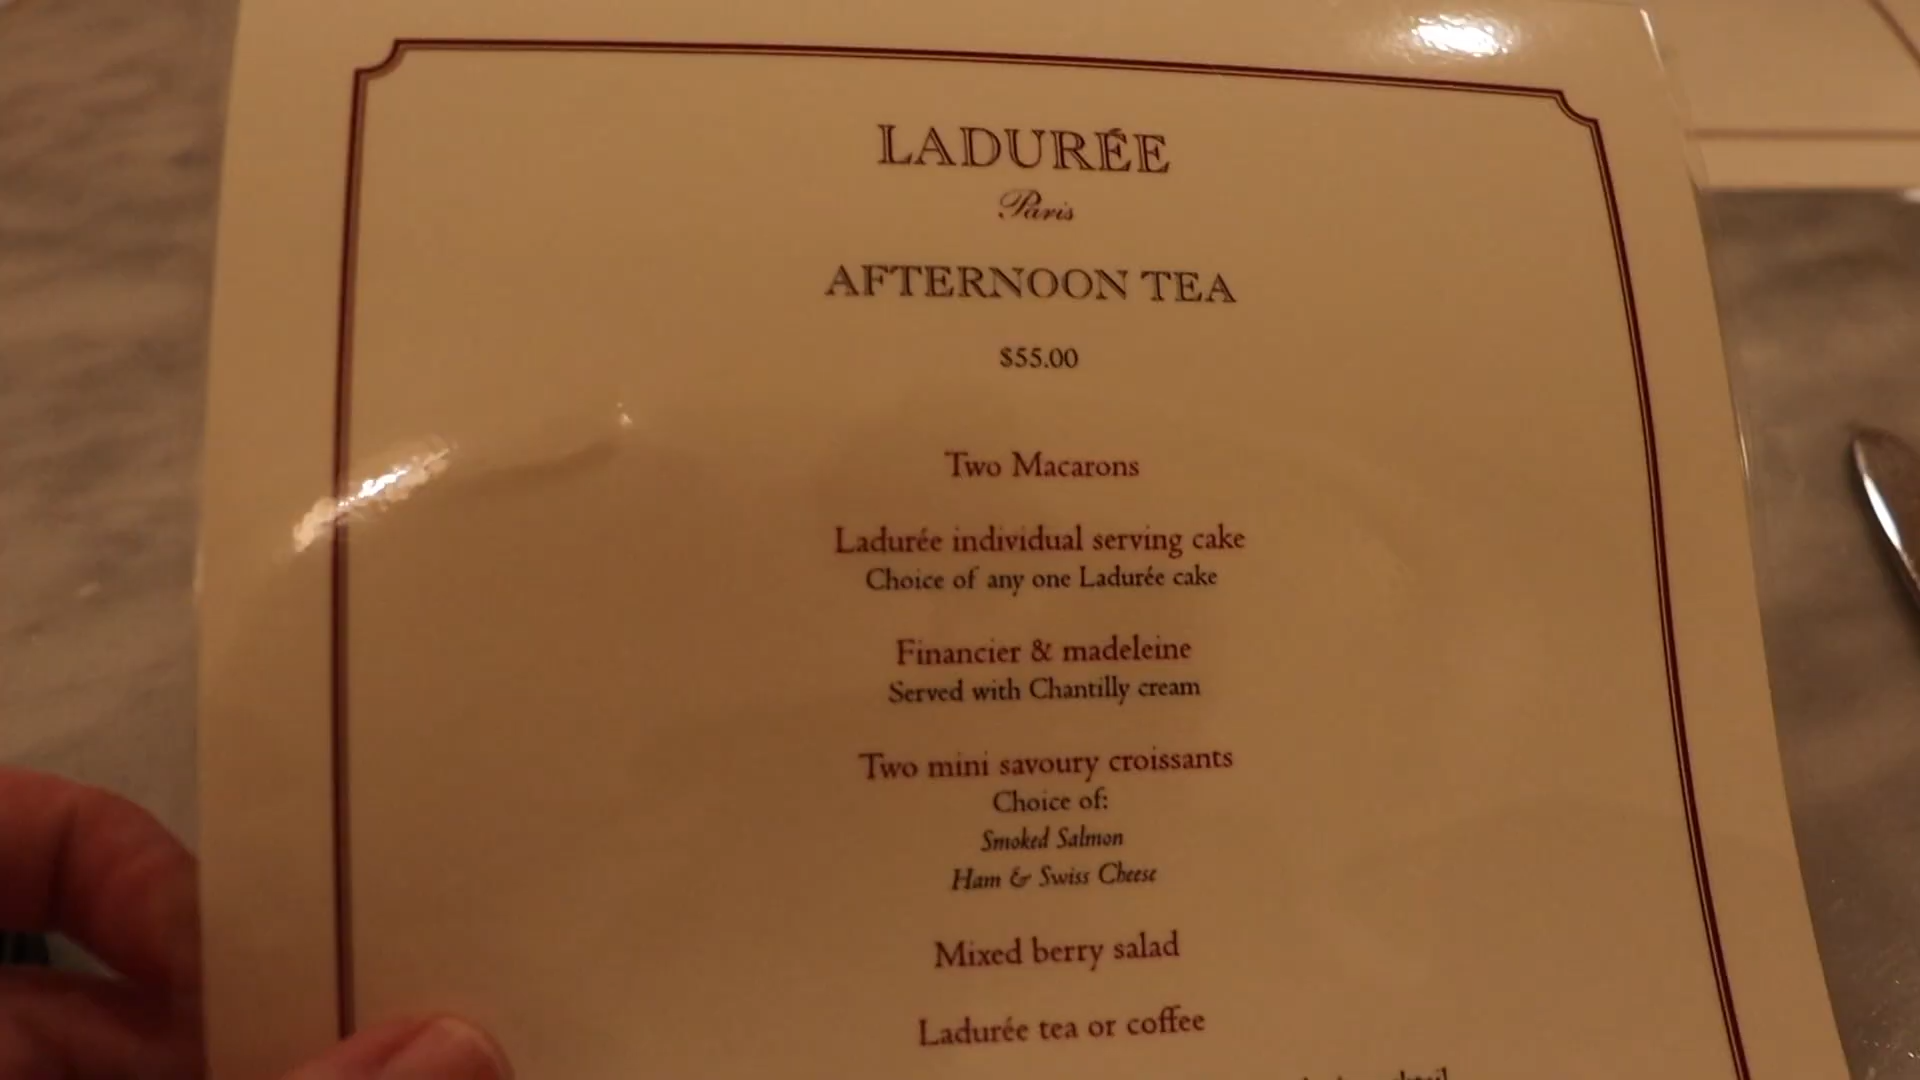 LADURÉE
Paris
AFTERNOON TEA
$55.00
Two Macarons
Ladurée individual serving cake
Choice of any one Ladurée cake
Financier & madeleine
Served with Chantilly cream
Two mini savoury croissants
Choice of:
Smoked Salmon
Ham & Swiss Cheese
Mixed berry salad
Ladurée tea or coffee